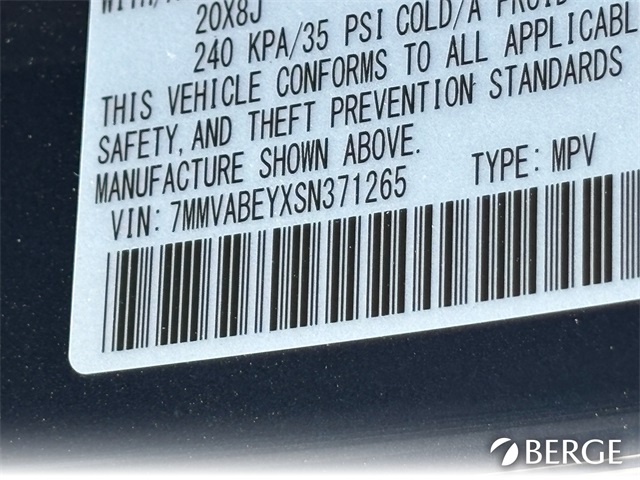 20X8J
240 KPA/35 PSI COLD/A FROID
THIS VEHICLE CONFORMS TO ALL APPLICABL
SAFETY, AND THEFT PREVENTION STANDARDS
MANUFACTURE SHOWN ABOVE.
VIN: 7MMVABEYXSN371265 TYPE: MPV
BERGE